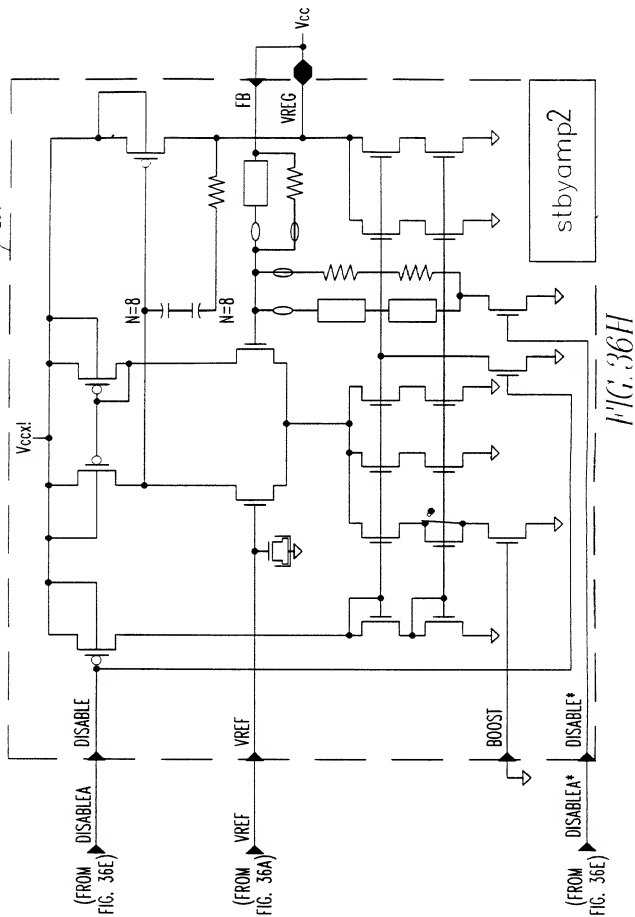 (FROM
FIG. 36E)
DISABLEA
DISABLE
(FROM
FIG. 36A)
VREF
VREF
BOOST
(FROM
FIG. 36E)
DISABLEA*
DISABLE*
Vccx!
N=8
N=8
FB
VREG
Vcc
stbyamp2
FIG. 36H